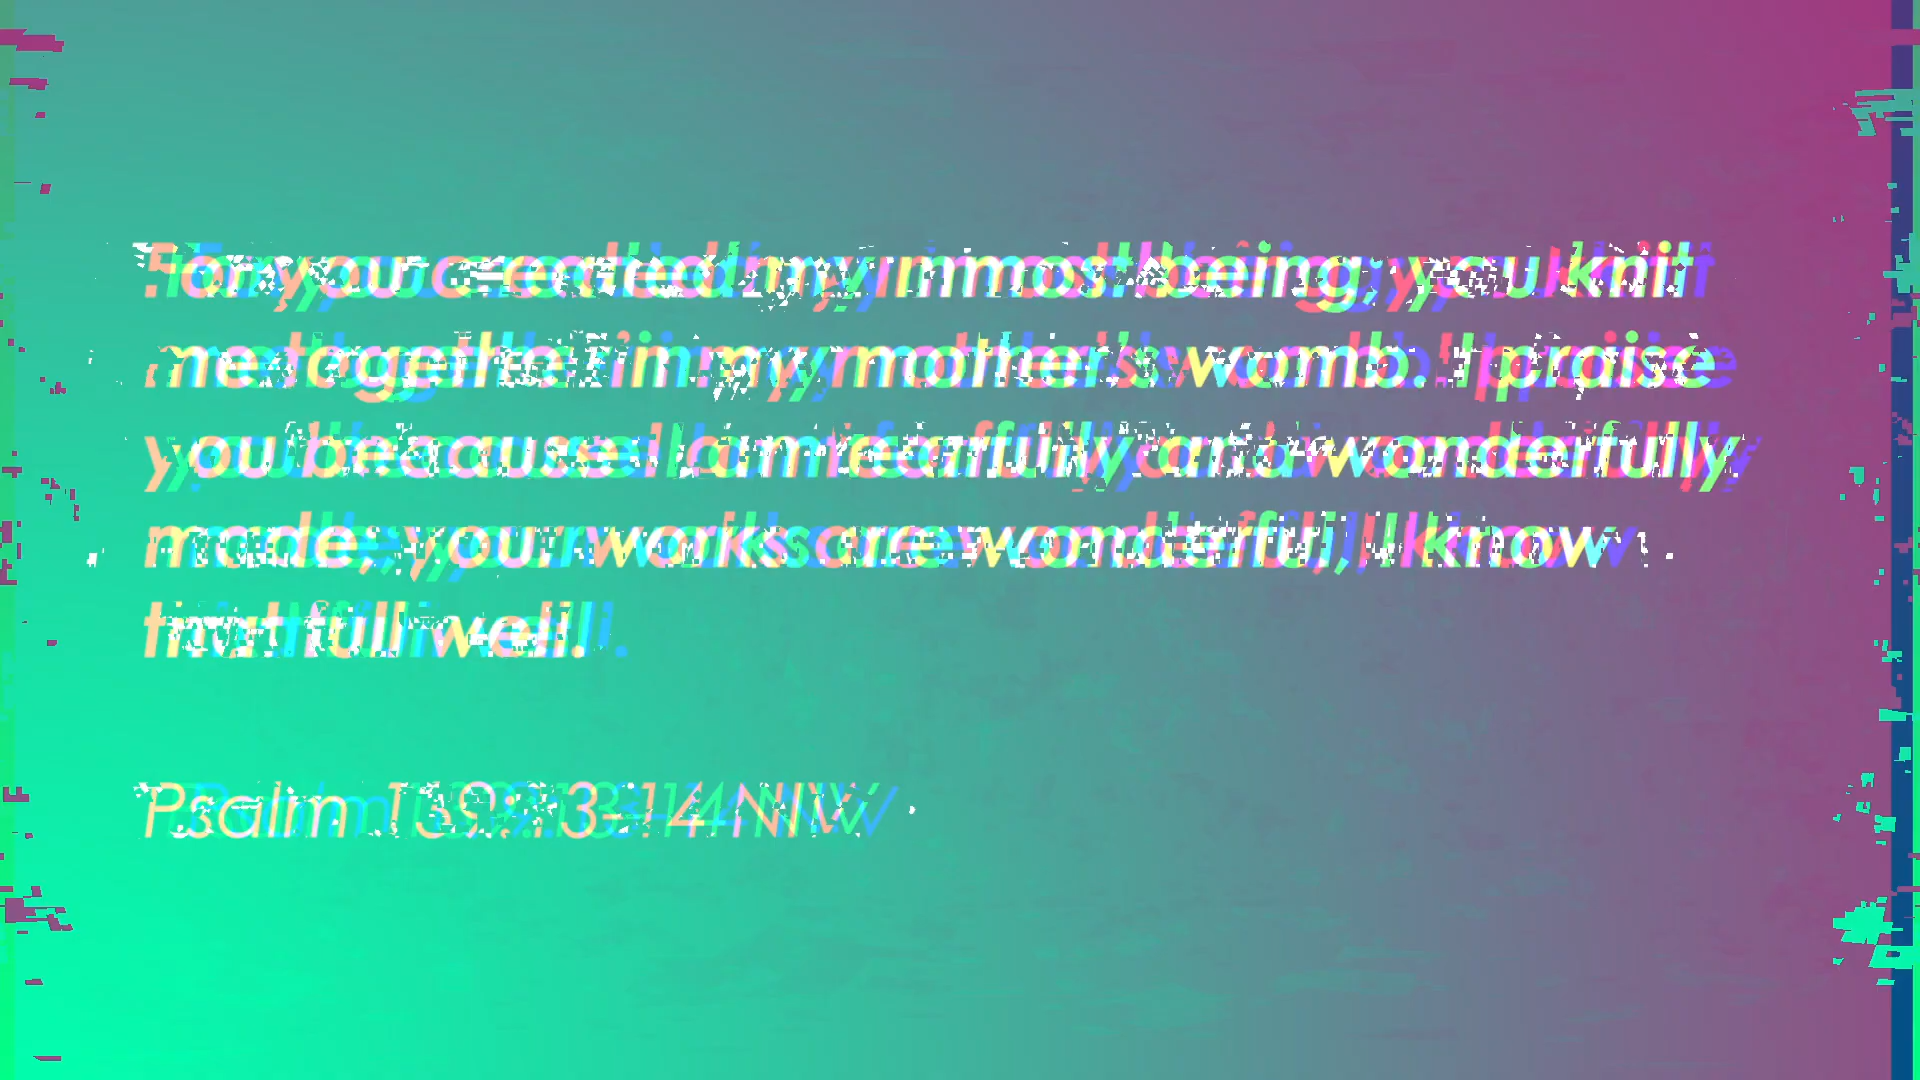 For you created my inmost being; you knit
me together in my mother's womb. I praise
you because I am fearfully and wonderfully
made; your works are wonderful, I know
that full well.
Psalm 139:13-14 NIV